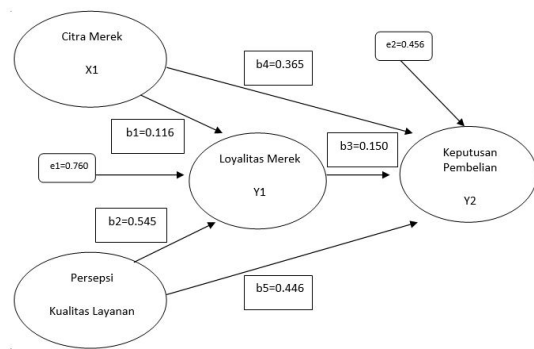 Citra Merek
X1
e2=0.456
b4=0.365
b1=0.116
b3=0.150
e1=0.760
Loyalitas Merek
Y1
Keputusan
Pembelian
Y2
b2=0.545
Persepsi
Kualitas Layanan
b5=0.446